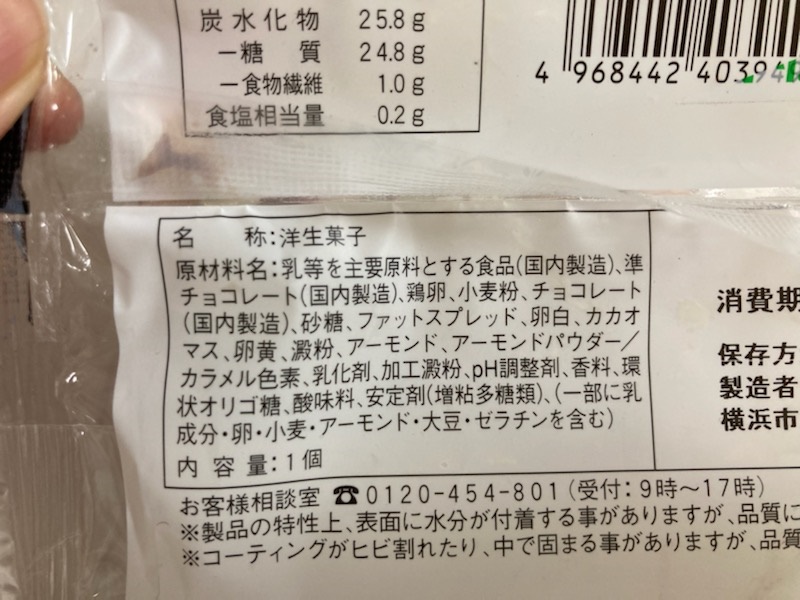 炭水化物 25.8g
－糖質 24.8g
－食物繊維 1.0g
食塩相当量 0.2g
4 968442 40394
名称:洋生菓子
原材料名:乳等を主要原料とする食品(国内製造)、準
チョコレート(国内製造)、鶏卵、小麦粉、チョコレート
(国内製造)、砂糖、ファットスプレッド、卵白、カカオ
マス、卵黄、澱粉、アーモンド、アーモンドパウダー／
カラメル色素、乳化剤、加工澱粉、pH調整剤、香料、環
状オリゴ糖、酸味料、安定剤(増粘多糖類)、(一部に乳
成分・卵・小麦・アーモンド・大豆・ゼラチンを含む)
内容量:1個
消費期
保存方
製造者
横浜市
お客様相談室 ☎0120-454-801(受付：9時〜17時)
※製品の特性上、表面に水分が付着する事がありますが、品質に
※コーティングがヒビ割れたり、中で固まる事がありますが、品質